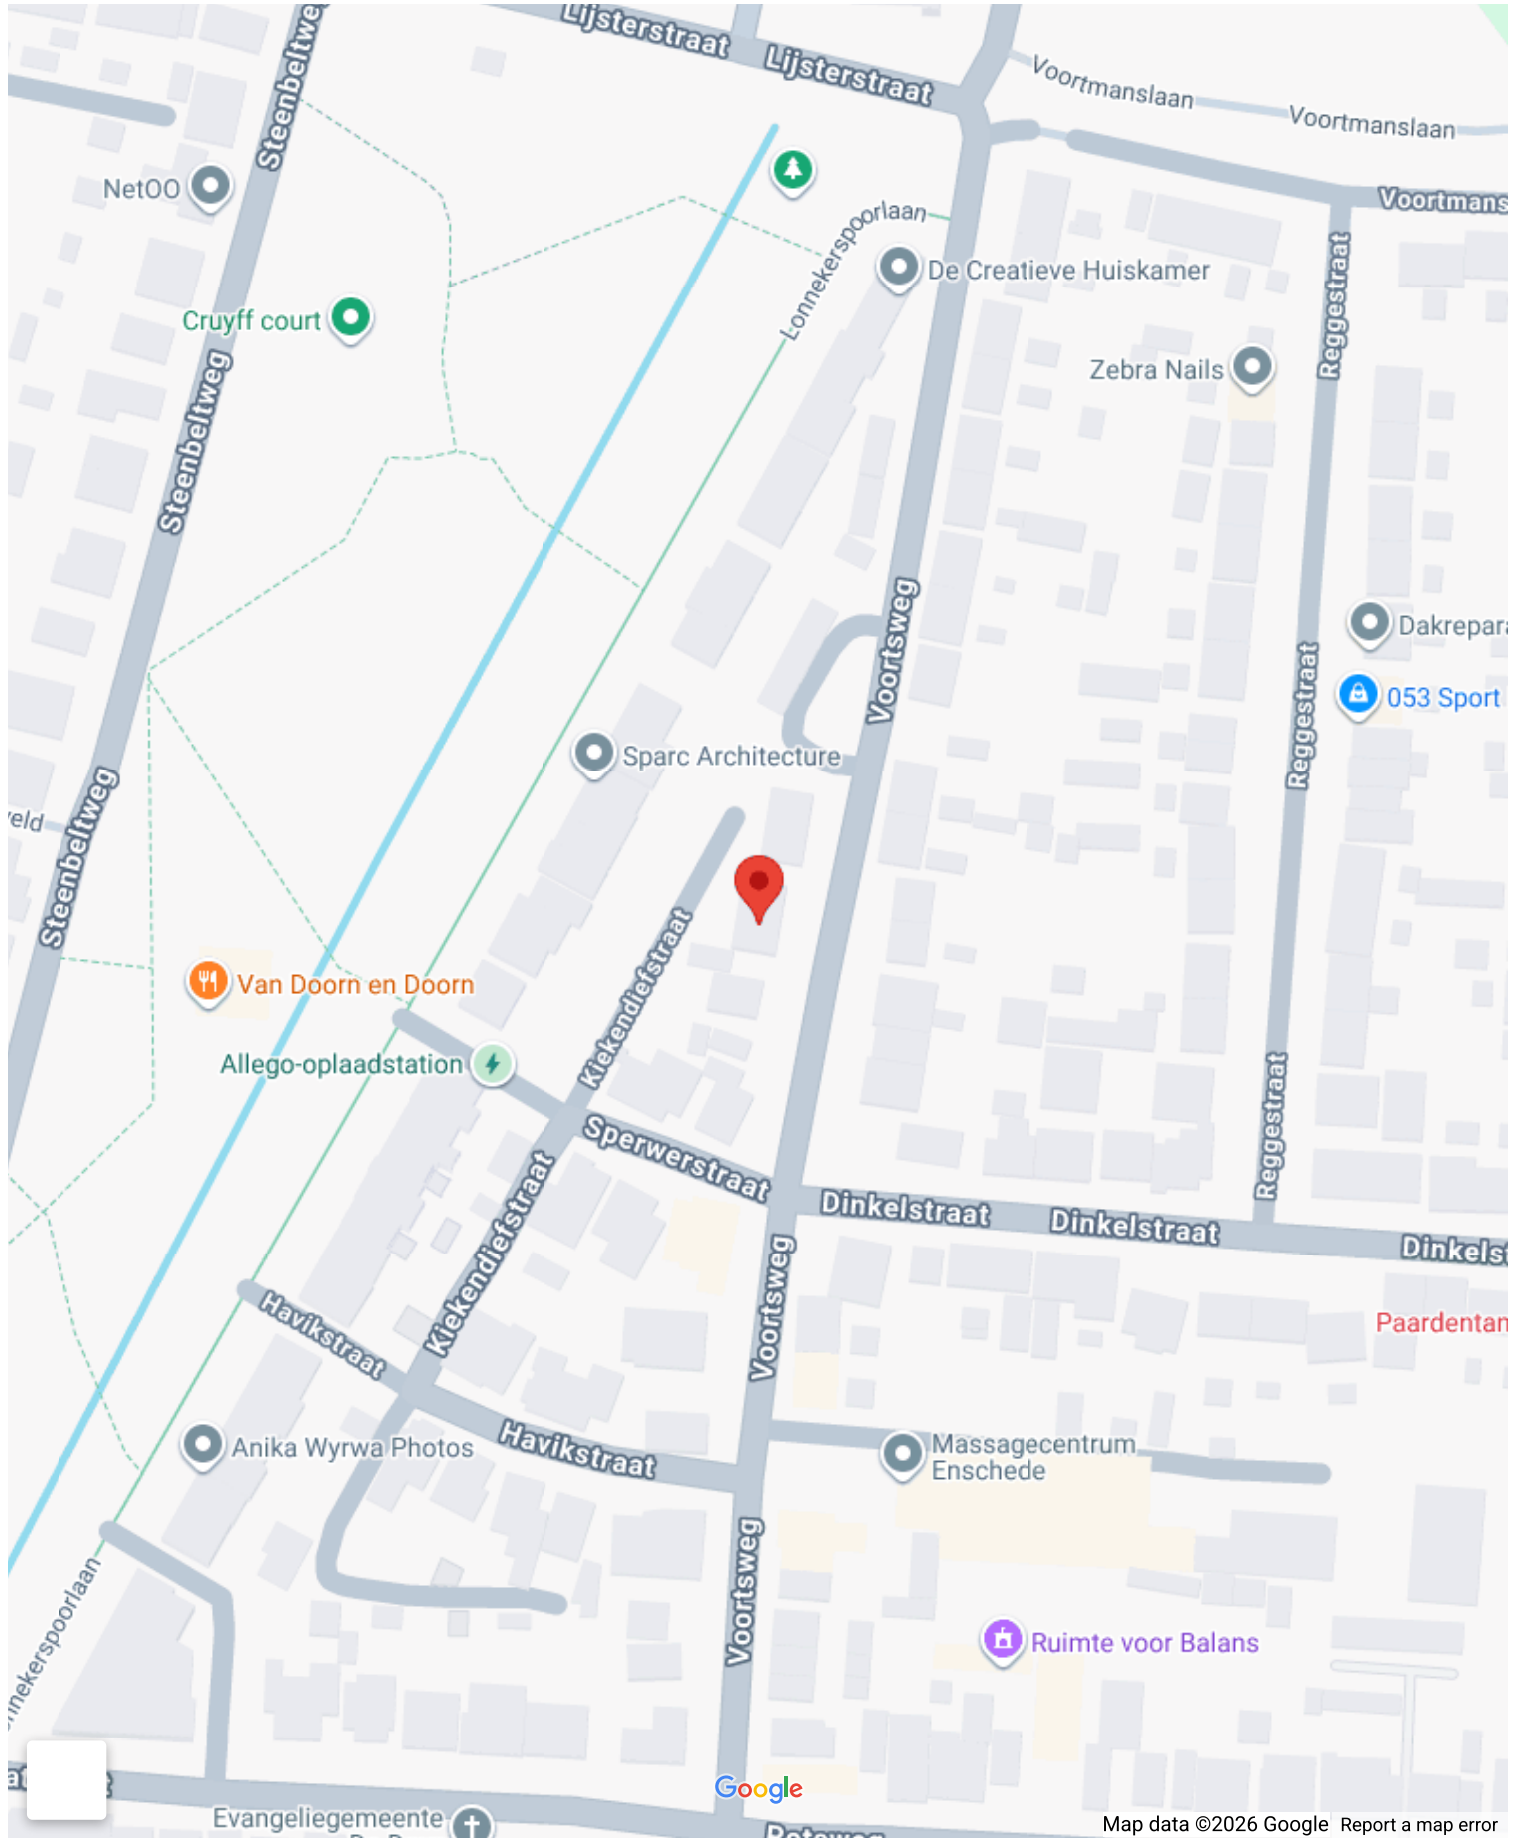 Lijsterstraat
Lijsterstraat
Voortmanslaan
Voortmanslaan
Steenbeltweg
NetOO
Voortmans
Lonnekerspoorlaan
De Creatieve Huiskamer
Reggestraat
Cruyff court
Zebra Nails
Steenbeltweg
Voortsweg
Dakrepara
Reggestraat
053 Sport
Sparc Architecture
veld
Steenbeltweg
Kiekendiefstraat
Van Doorn en Doorn
Allego-oplaadstation
Reggestraat
Sperwerstraat
Dinkelstraat
Dinkelstraat
Dinkelst
Kiekendiefstraat
Voortsweg
Havikstraat
Paardentan
Anika Wyrwa Photos
Havikstraat
Massagecentrum
Enschede
Voortsweg
nnekerspoorlaan
Ruimte voor Balans
Google
Evangeliegemeente
Map data ©2026 Google
Report a map error